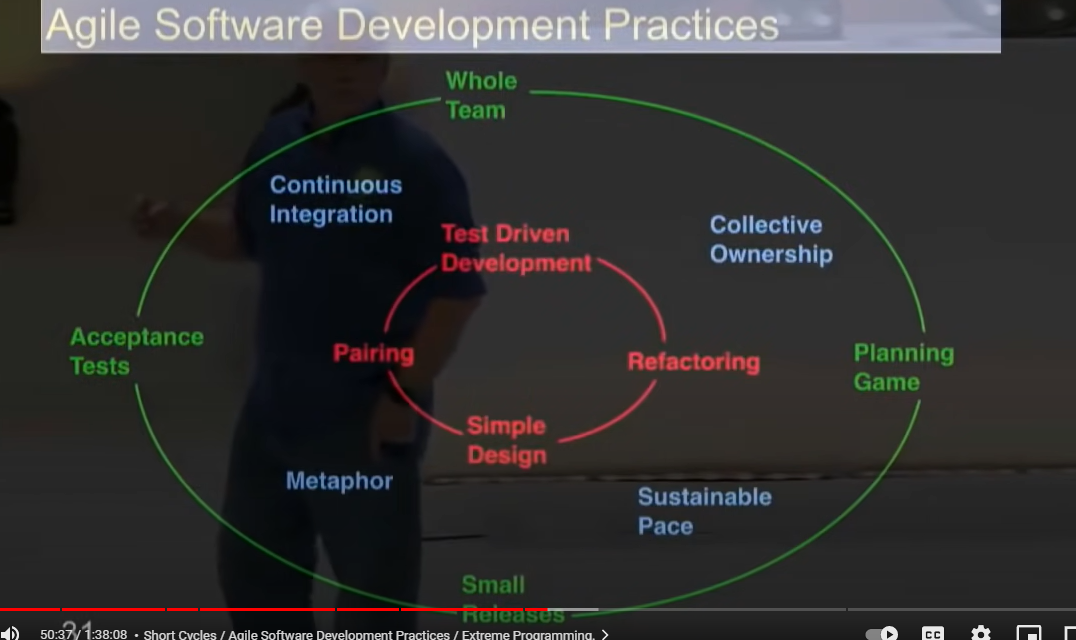 Agile Software Development Practices
Whole
Team
Continuous
Integration
Test Driven
Development
Collective
Ownership
Acceptance
Tests
Pairing
Refactoring
Planning
Game
Simple
Design
Metaphor
Sustainable
Pace
Small
Releases
21
50:37 / 1:38:08 • Short Cycles / Agile Software Development Practices / Extreme Programming.
CC